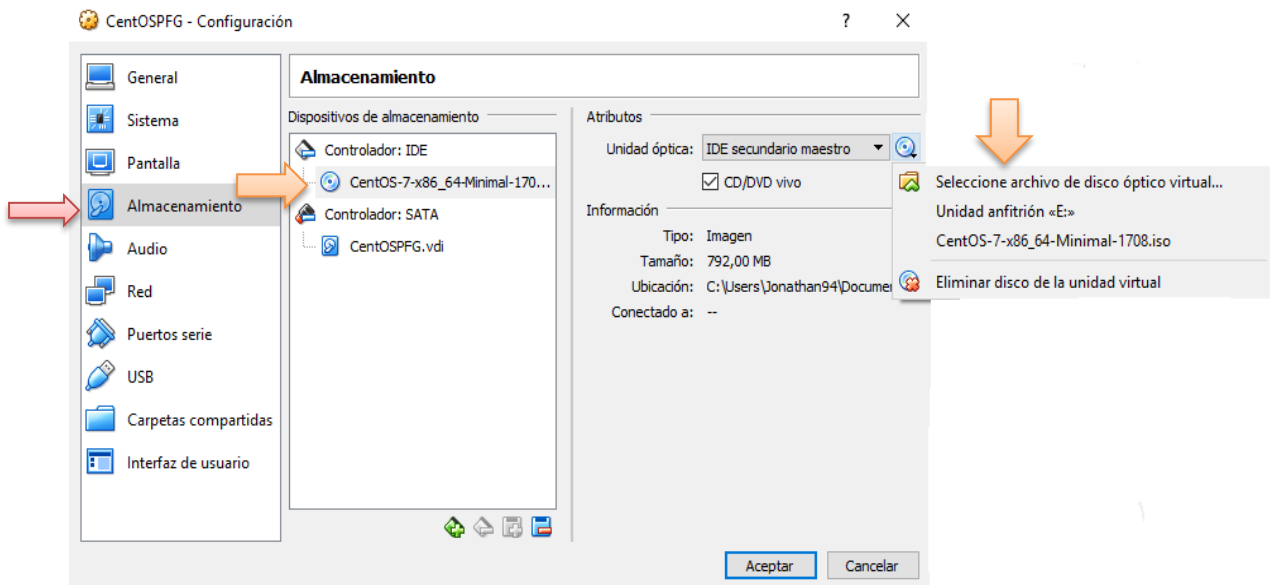 CentOSPFG - Configuración
?
General
Sistema
Pantalla
Almacenamiento
Audio
Red
Puertos serie
USB
Carpetas compartidas
Interfaz de usuario
Almacenamiento
Dispositivos de almacenamiento
Controlador: IDE
CentOS-7-x86_64-Minimal-170...
Controlador: SATA
CentOSPFG.vdi
Atributos
Unidad óptica: IDE secundario maestro
CD/DVD vivo
Información
Tipo: Imagen
Tamaño: 792,00 MB
Ubicación: C:\Users\Jonathan94\Documen
Conectado a: --
Seleccione archivo de disco óptico virtual...
Unidad anfitrión «E:»
CentOS-7-x86_64-Minimal-1708.iso
Eliminar disco de la unidad virtual
Aceptar
Cancelar